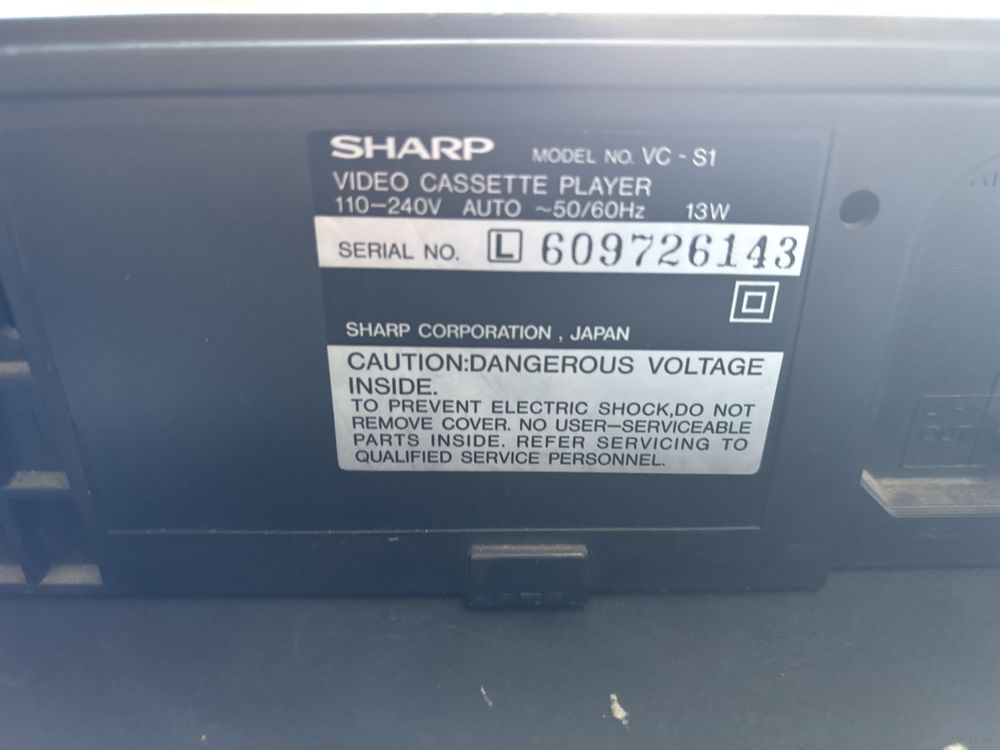 SHARP MODEL NO. VC - S1
VIDEO CASSETTE PLAYER
110—240V AUTO ~50/60Hz 13W
SERIAL NO. L 609726143
SHARP CORPORATION , JAPAN
CAUTION:DANGEROUS VOLTAGE
INSIDE.
TO PREVENT ELECTRIC SHOCK,DO NOT
REMOVE COVER. NO USER—SERVICEABLE
PARTS INSIDE. REFER SERVICING TO
QUALIFIED SERVICE PERSONNEL.
OUT